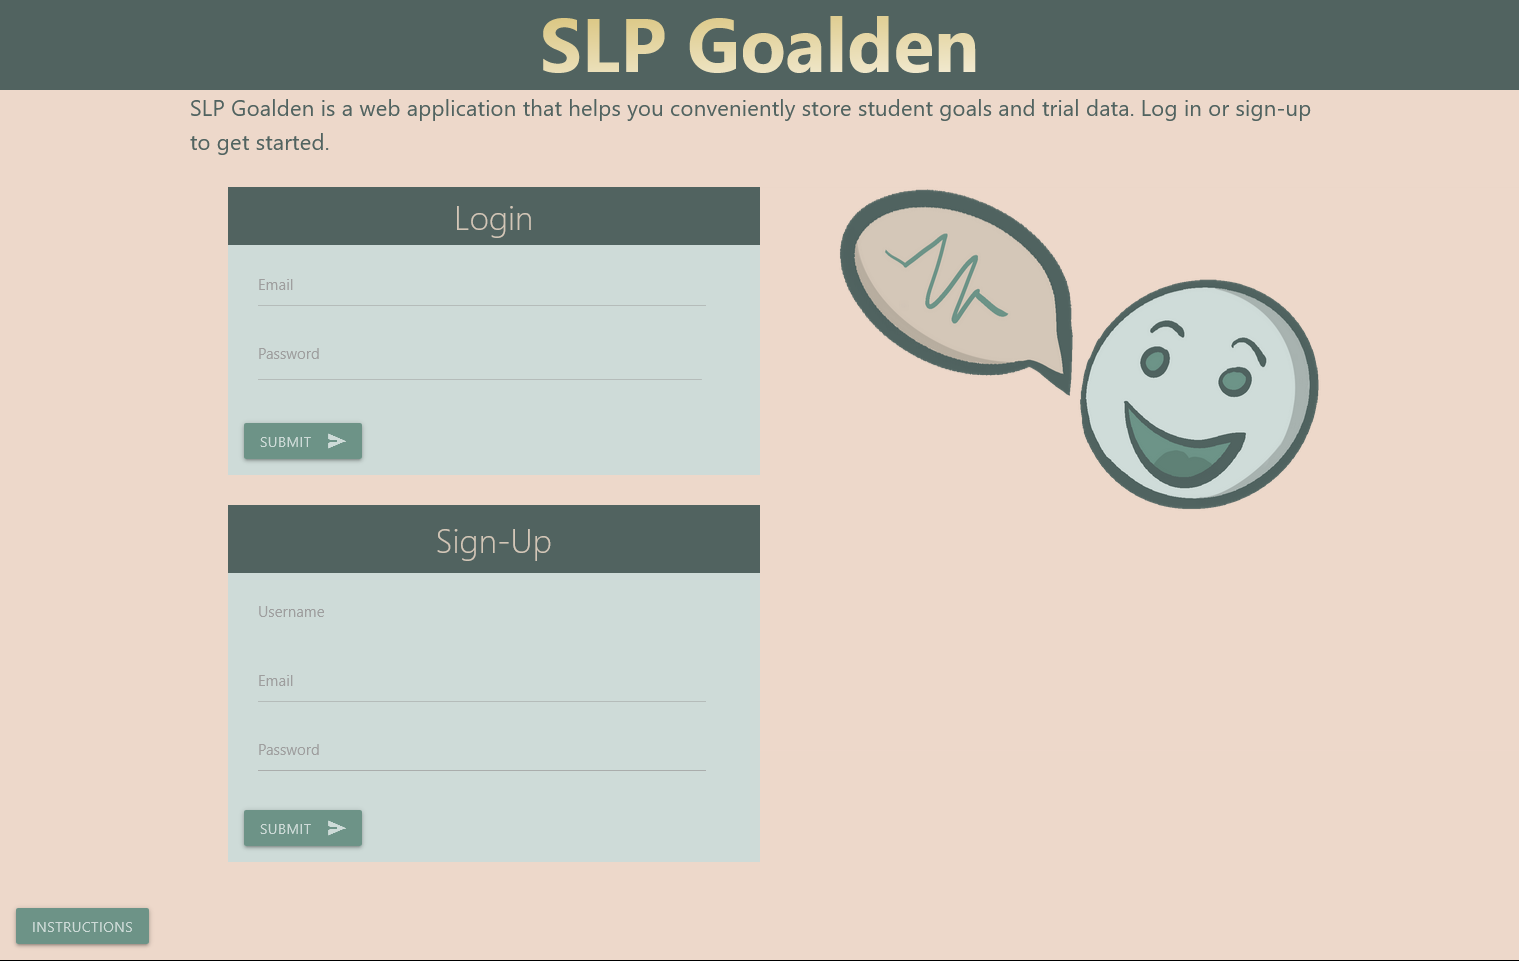 SLP Goalden
SLP Goalden is a web application that helps you conveniently store student goals and trial data. Log in or sign-up
to get started.
Login
Email
Password
SUBMIT
Sign-Up
Username
Email
Password
SUBMIT
INSTRUCTIONS